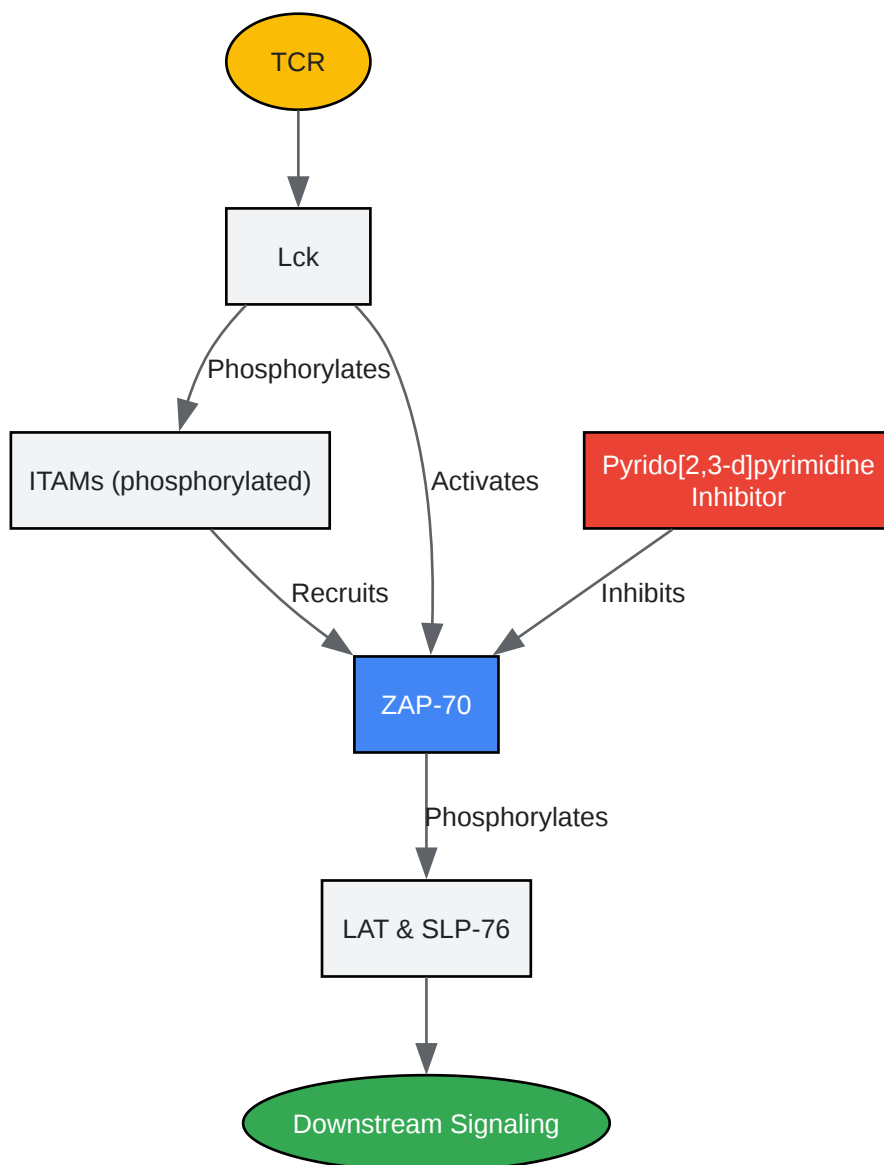 TCR
Lck
Phosphorylates
ITAMs (phosphorylated)
Activates
Pyrido[2,3-d]pyrimidine
Inhibitor
Recruits
Inhibits
ZAP-70
Phosphorylates
LAT & SLP-76
Downstream Signaling